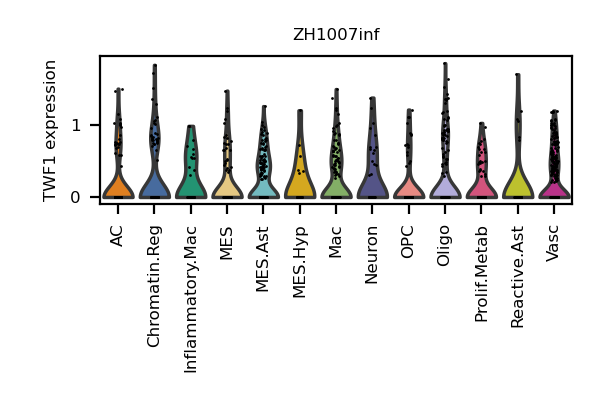 ZH1007inf
TWF1 expression
1
0
AC
Chromatin.Reg
Inflammatory.Mac
MES
MES.Ast
MES.Hyp
Mac
Neuron
OPC
Oligo
Prolif.Metab
Reactive.Ast
Vasc